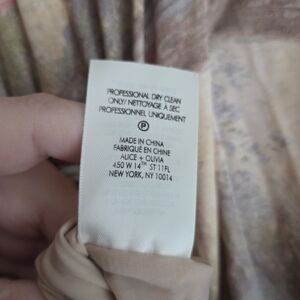 PROFESSIONAL DRY CLEAN
ONLY/ NETTOYAGE A SEC
PROFESSIONNEL UNIQUEMENT
P
MADE IN CHINA
FABRIQUÉ EN CHINE
ALICE + OLIVIA
450 W 14TH ST 11FL
NEW YORK, NY 10014